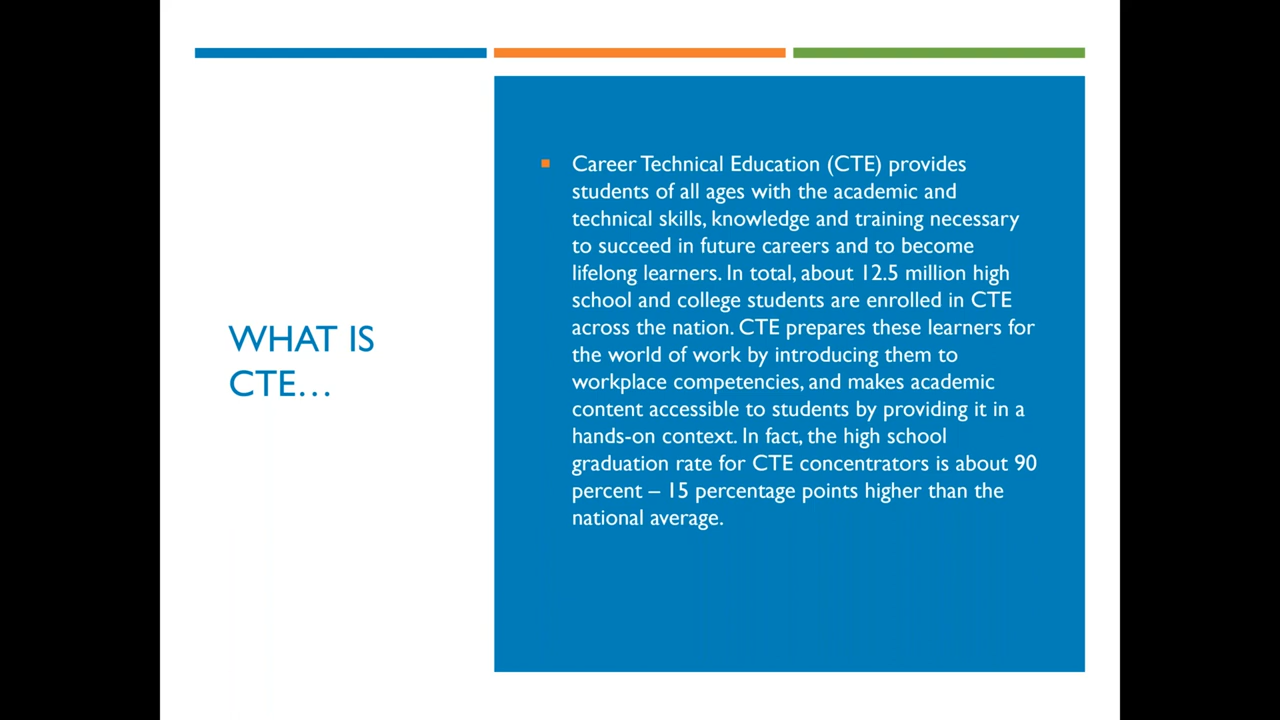 WHAT IS
CTE…
Career Technical Education (CTE) provides
students of all ages with the academic and
technical skills, knowledge and training necessary
to succeed in future careers and to become
lifelong learners. In total, about 12.5 million high
school and college students are enrolled in CTE
across the nation. CTE prepares these learners for
the world of work by introducing them to
workplace competencies, and makes academic
content accessible to students by providing it in a
hands-on context. In fact, the high school
graduation rate for CTE concentrators is about 90
percent – 15 percentage points higher than the
national average.